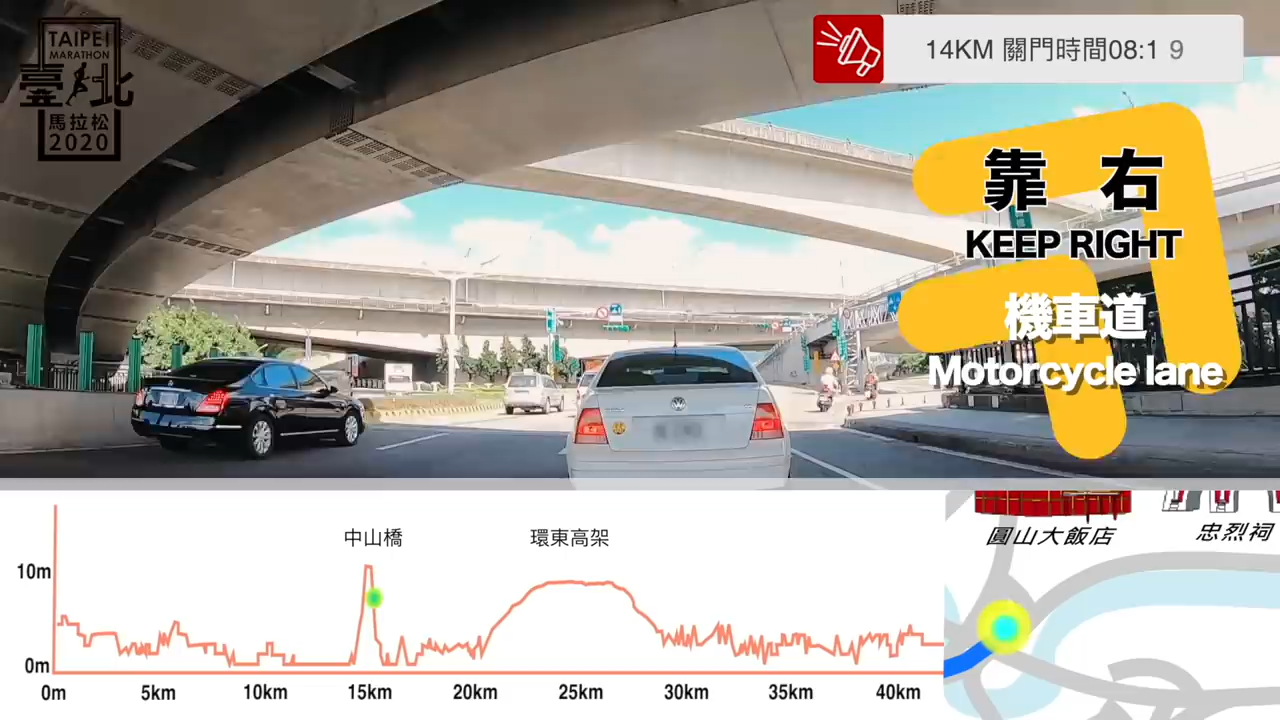 TAIPEI
MARATHON
臺北
馬拉松
2020
14KM 關門時間08:1 9
靠 右
KEEP RIGHT
機車道
Motorcycle lane
中山橋
環東高架
10m
0m
0m 5km 10km 15km 20km 25km 30km 35km 40km
圓山大飯店
忠烈祠